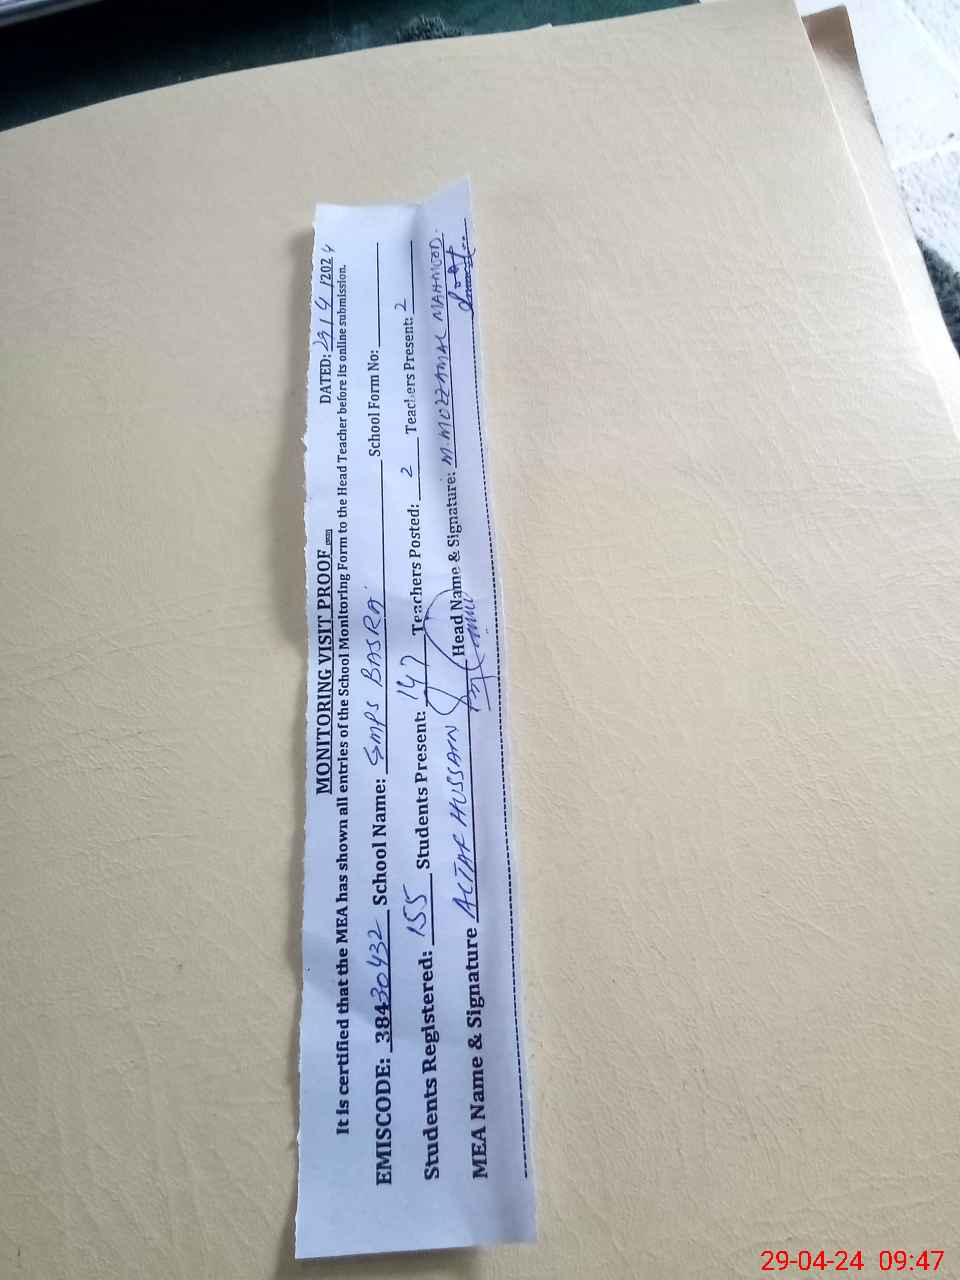 MONITORING VISIT PROOF
DATED: 29/4/2024
It is certified that the MEA has shown all entries of the School Monitoring Form to the Head Teacher before its online submission.
EMISCODE: 38430432 School Name: GMPS BASRA School Form No:
Students Registered: 155 Students Present: 147 Teachers Posted: 2 Teachers Present: 2
MEA Name & Signature ALTAF HUSSAIN Head Name & Signature: M. MOZZAMAL MAHMOOD.
29-04-24 09:47